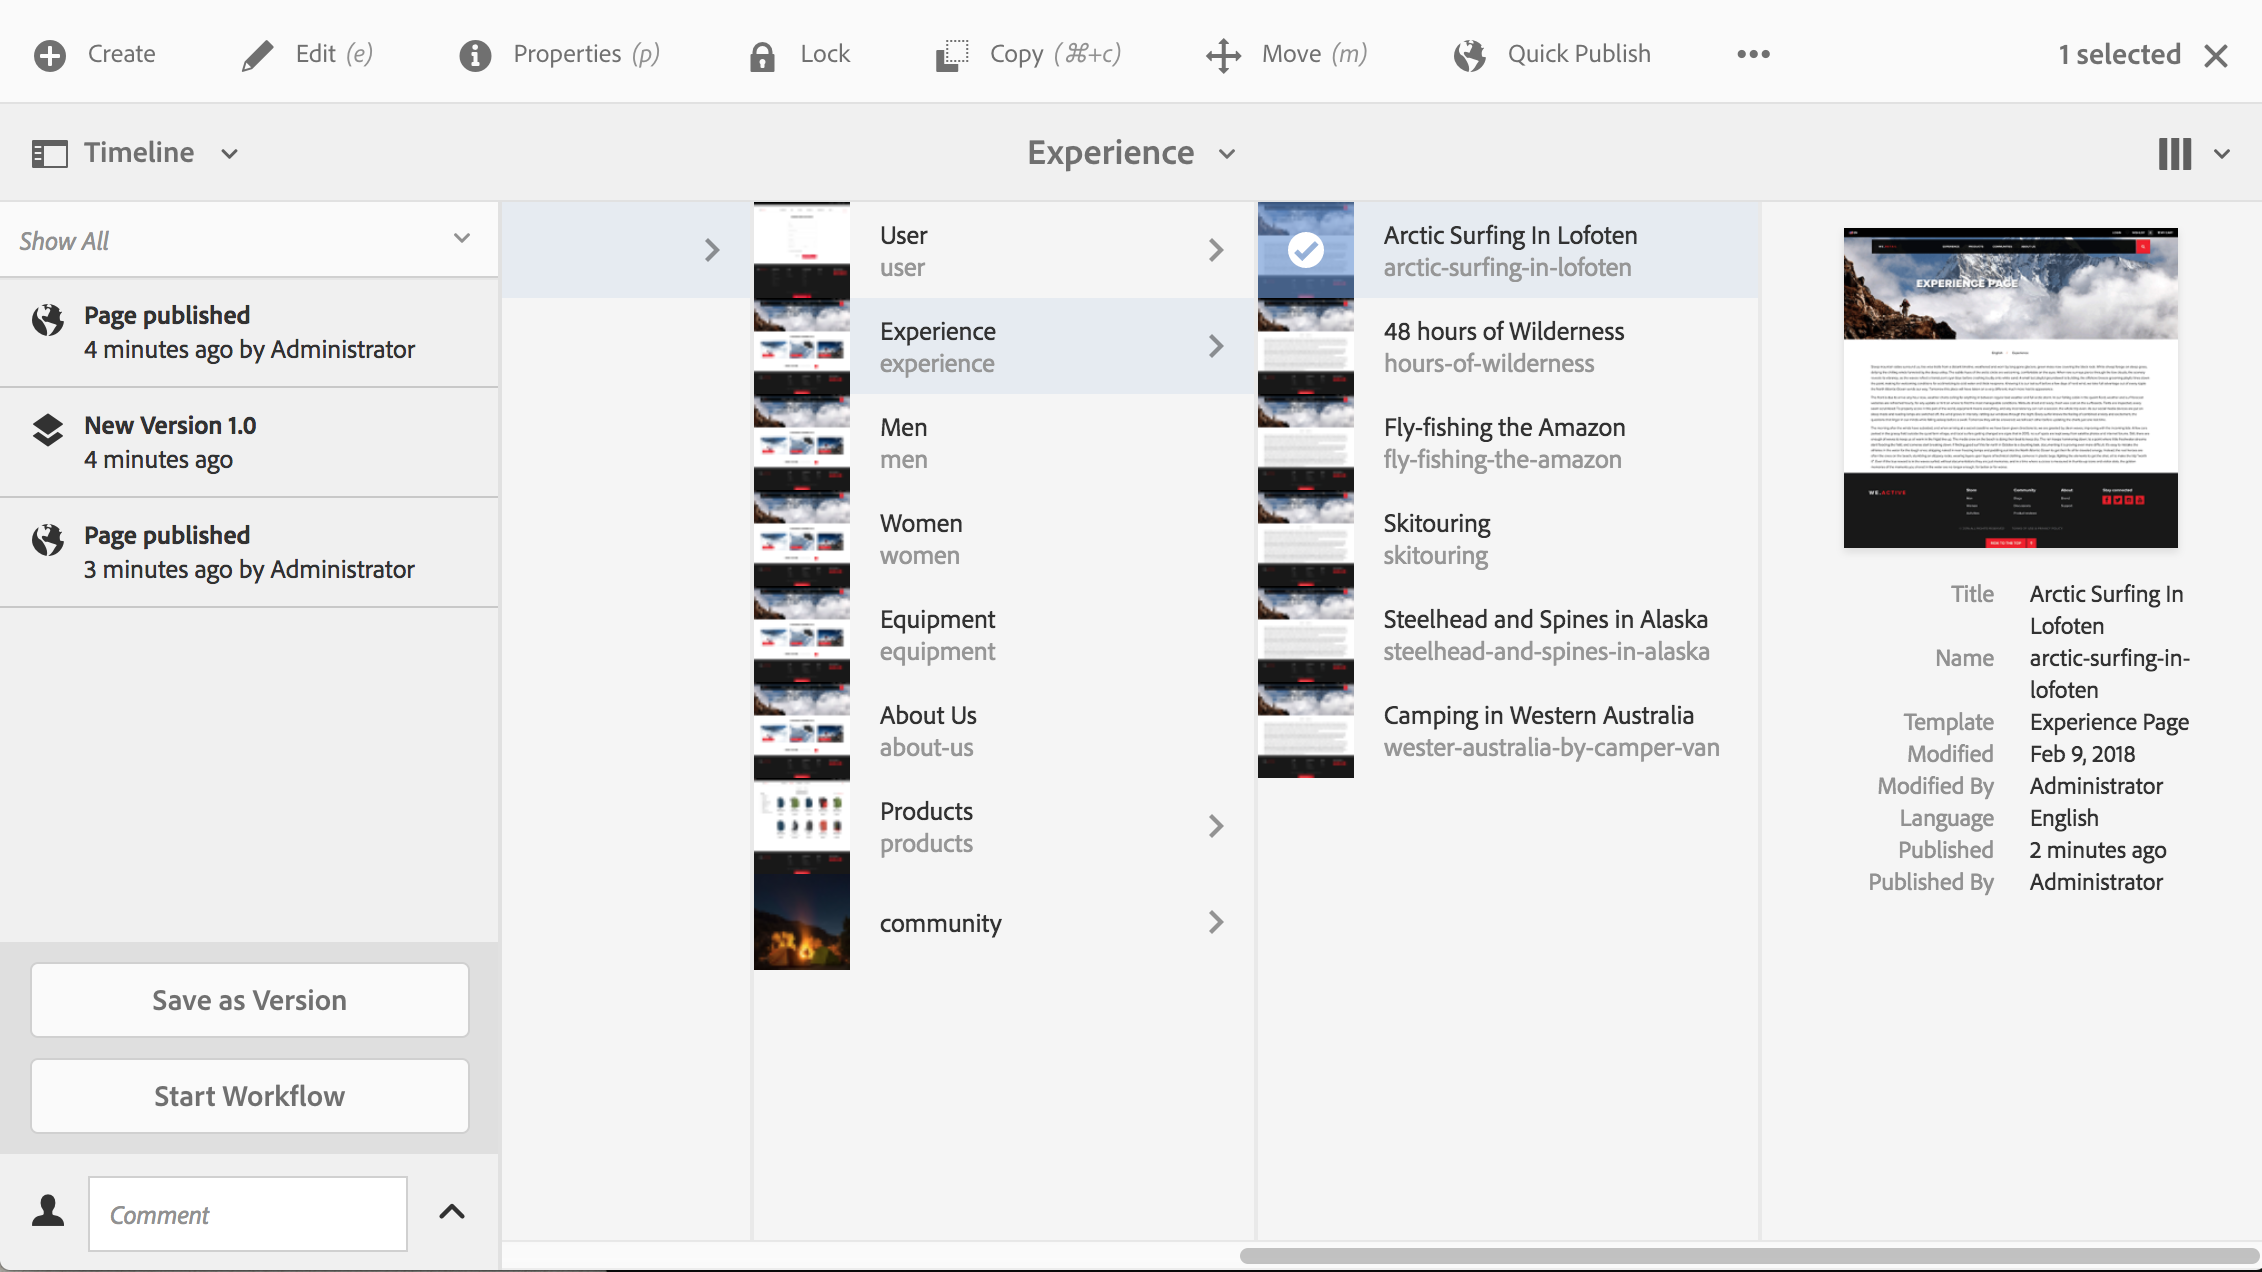 Create
Edit (e)
Properties (p)
Lock
Copy (⌘+c)
Move (m)
Quick Publish
1 selected
Timeline
Experience
Show All
Page published
4 minutes ago by Administrator
New Version 1.0
4 minutes ago
Page published
3 minutes ago by Administrator
Save as Version
Start Workflow
Comment
User
user
Experience
experience
Men
men
Women
women
Equipment
equipment
About Us
about-us
Products
products
community
Arctic Surfing In Lofoten
arctic-surfing-in-lofoten
48 hours of Wilderness
hours-of-wilderness
Fly-fishing the Amazon
fly-fishing-the-amazon
Skitouring
skitouring
Steelhead and Spines in Alaska
steelhead-and-spines-in-alaska
Camping in Western Australia
wester-australia-by-camper-van
EXPERIENCE PAGE
WE.ACTIVE
Title Arctic Surfing In
Lofoten
Name arctic-surfing-in-
lofoten
Template Experience Page
Modified Feb 9, 2018
Modified By Administrator
Language English
Published 2 minutes ago
Published By Administrator